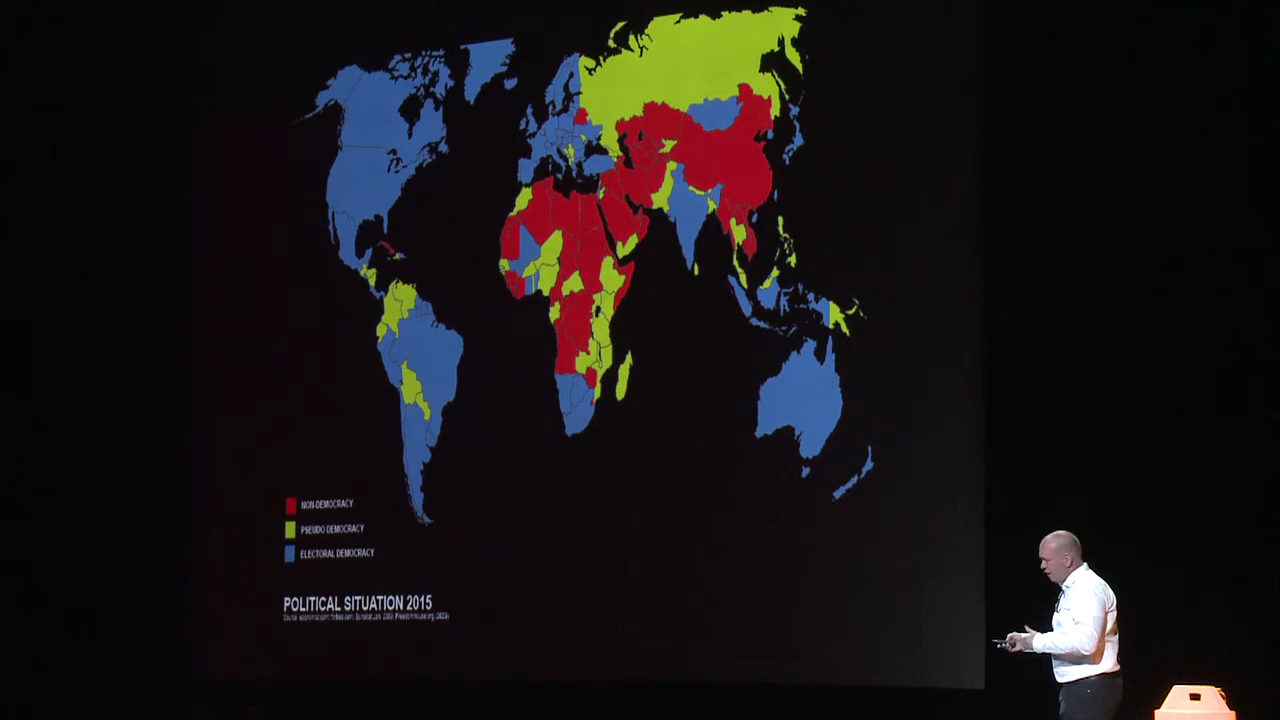 NON-DEMOCRACY
PSEUDO DEMOCRACY
ELECTORAL DEMOCRACY
POLITICAL SITUATION 2015